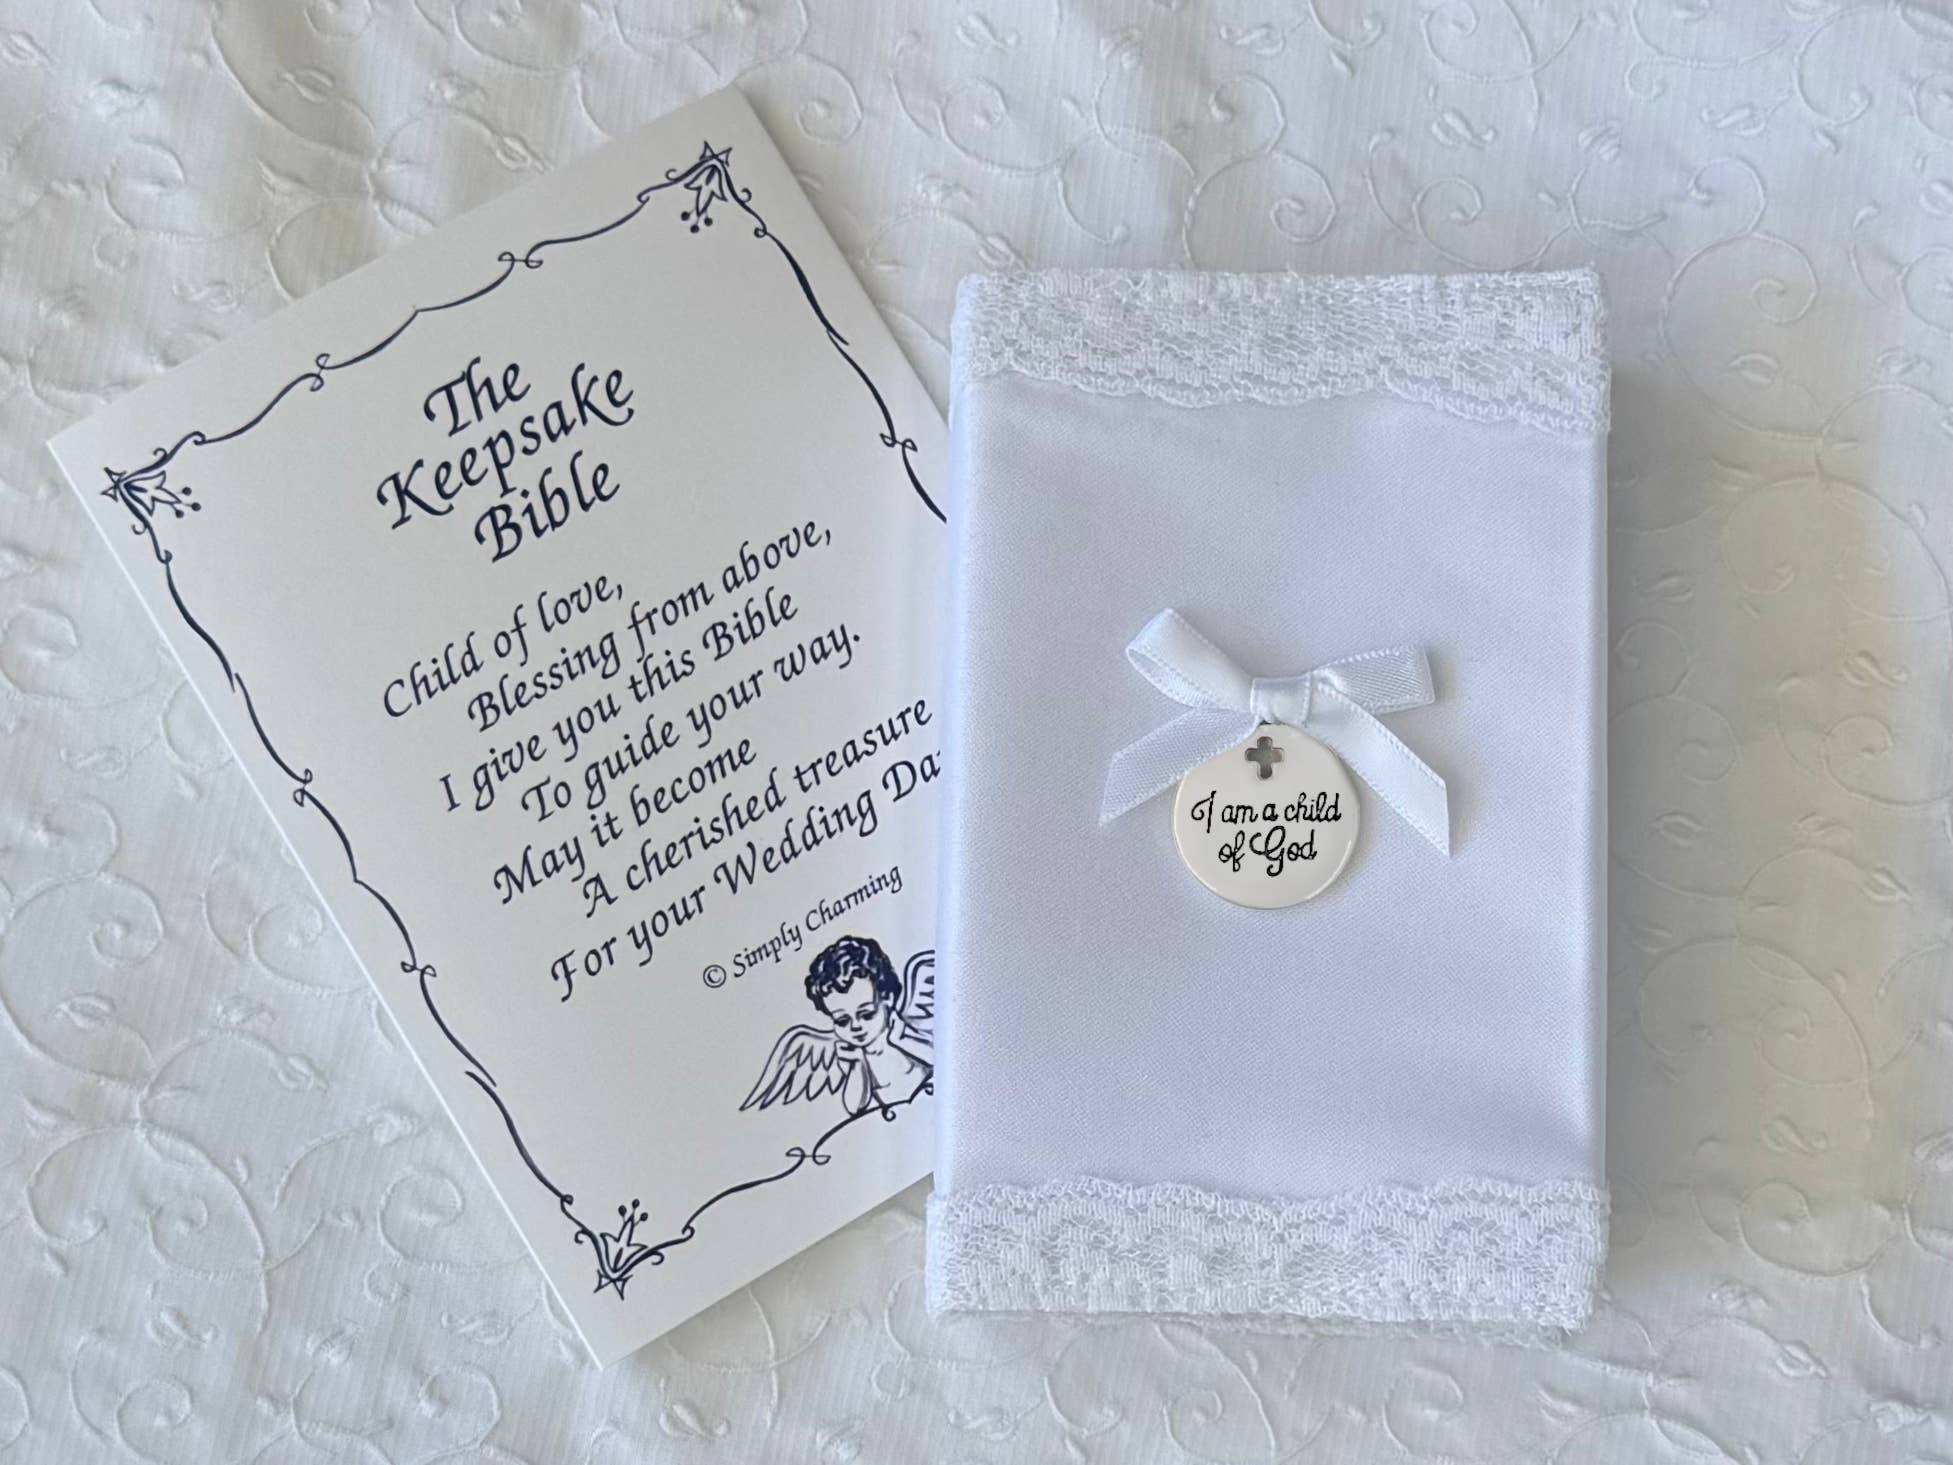 The
Keepsake
Bible
Child of love,
Blessing from above,
I give you this Bible
To guide your way.
May it become
A cherished treasure
For your Wedding Da
© Simply Charming
I am a child
of God